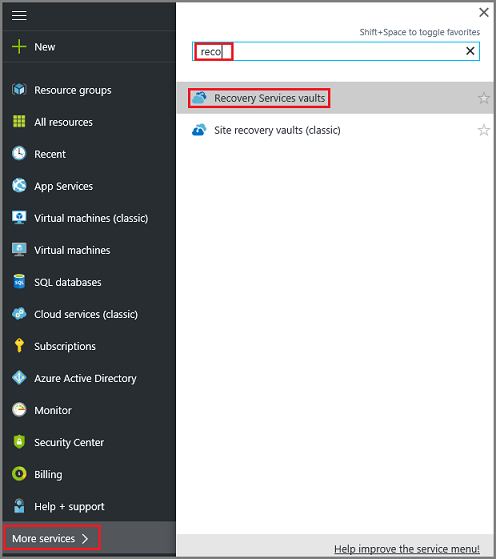 New
Resource groups
All resources
Recent
App Services
Virtual machines (classic)
Virtual machines
SQL databases
Cloud services (classic)
Subscriptions
Azure Active Directory
Monitor
Security Center
Billing
Help + support
More services
Shift+Space to toggle favorites
reco
Recovery Services vaults
Site recovery vaults (classic)
Help improve the service menu!